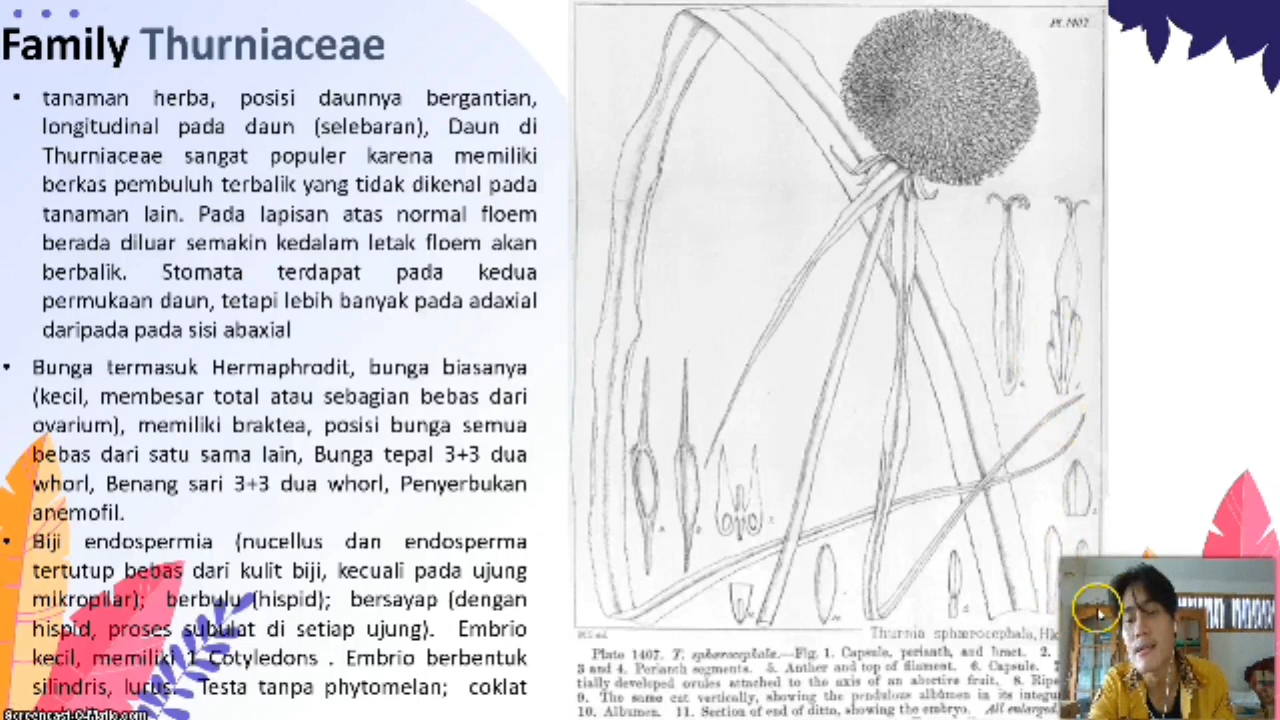 Family Thurniaceae
• tanaman herba, posisi daunnya bergantian,
longitudinal pada daun (selebaran), Daun di
Thurniaceae sangat populer karena memiliki
berkas pembuluh terbalik yang tidak dikenal pada
tanaman lain. Pada lapisan atas normal floem
berada diluar semakin kedalam letak floem akan
berbalik. Stomata terdapat pada kedua
permukaan daun, tetapi lebih banyak pada adaxial
daripada pada sisi abaxial
• Bunga termasuk Hermaphrodit, bunga biasanya
(kecil, membesar total atau sebagian bebas dari
ovarium), memiliki braktea, posisi bunga semua
bebas dari satu sama lain, Bunga tepal 3+3 dua
whorl, Benang sari 3+3 dua whorl, Penyerbukan
anemofil.
• Biji endospermia (nucellus dan endosperma
tertutup bebas dari kulit biji, kecuali pada ujung
mikropilar); berbulu (hispid); bersayap (dengan
hispid, proses subulat di setiap ujung). Embrio
kecil, memiliki 1 Cotyledons . Embrio berbentuk
silindris, lurus. Testa tanpa phytomelan; coklat
Pl. 1407.
Thurnia sphærocephala,
Plate 1407. T. sphærocephala.—Fig. 1. Capsule, perianth, and bract. 2.
3 and 4. Perianth segments. 5. Anther and top of filament. 6. Capsule. 7
tially developed ovules attached to the axis of an abortive fruit, 8. Ripe
9. The same cut vertically, showing the pendulous albumen in its
10. Albumen. 11. Section of end of ditto, showing the embryo. All enlarged.